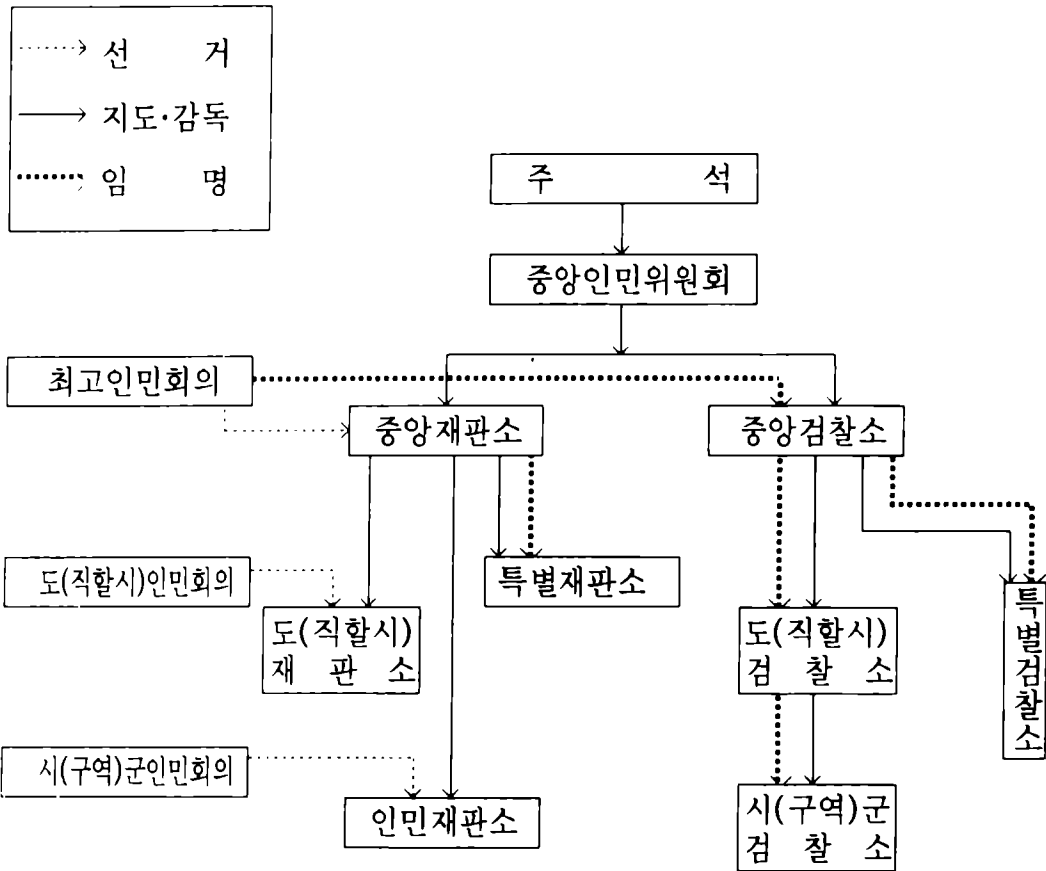 선 거
지도·감독
임 명
주 석
중앙인민위원회
최고인민회의
중앙재판소
중앙검찰소
도(직할시)인민회의
특별재판소
도(직할시)
재 판 소
도(직할시)
검 찰 소
특별검찰소
시(구역)군인민회의
인민재판소
시(구역)군
검 찰 소